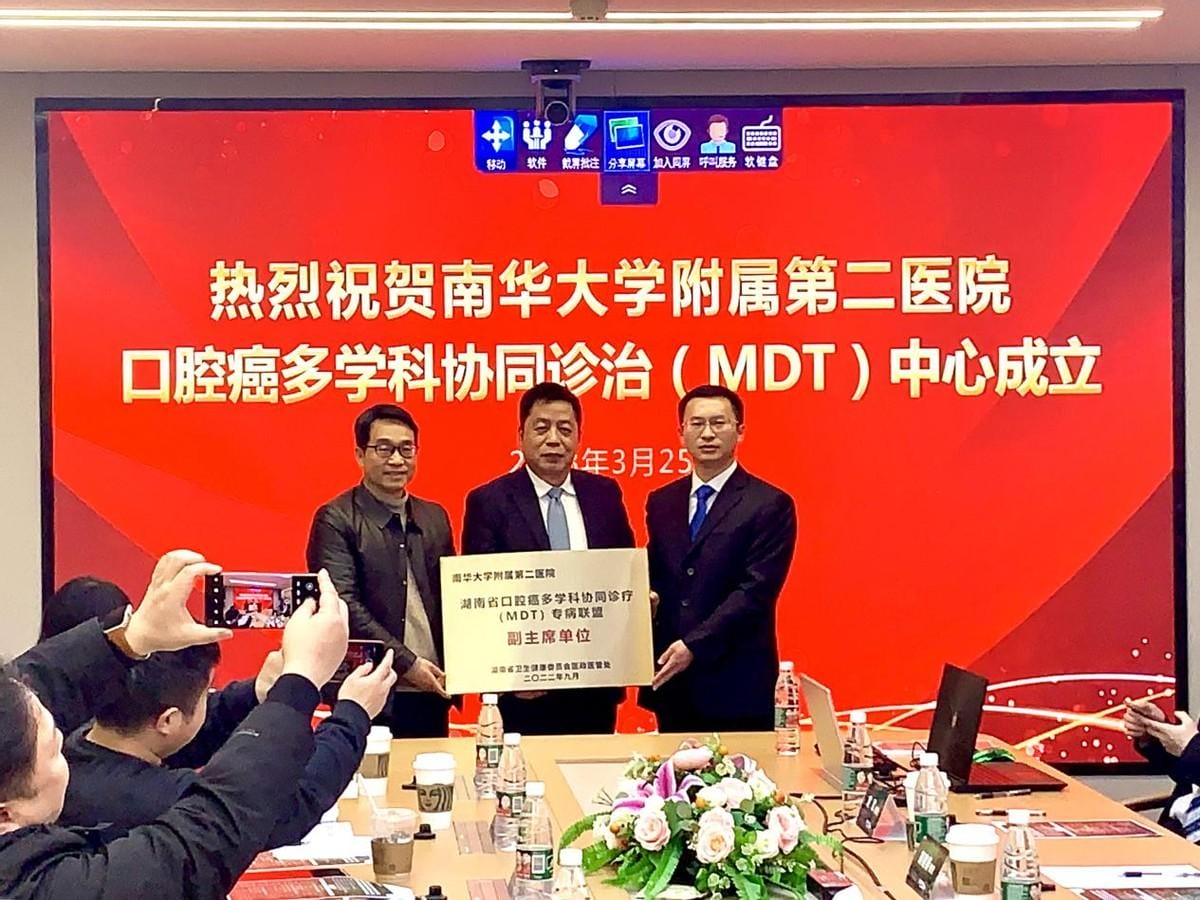 移动 软件 截屏批注 分享屏幕 加入同屏 呼叫服务 软键盘
热烈祝贺南华大学附属第二医院
口腔癌多学科协同诊治（MDT）中心成立
年3月25
南华大学附属第二医院
湖南省口腔癌多学科协同诊疗
（MDT）专病联盟
副主席单位
湖南省卫生健康委员会医政医管处
二〇二二年九月